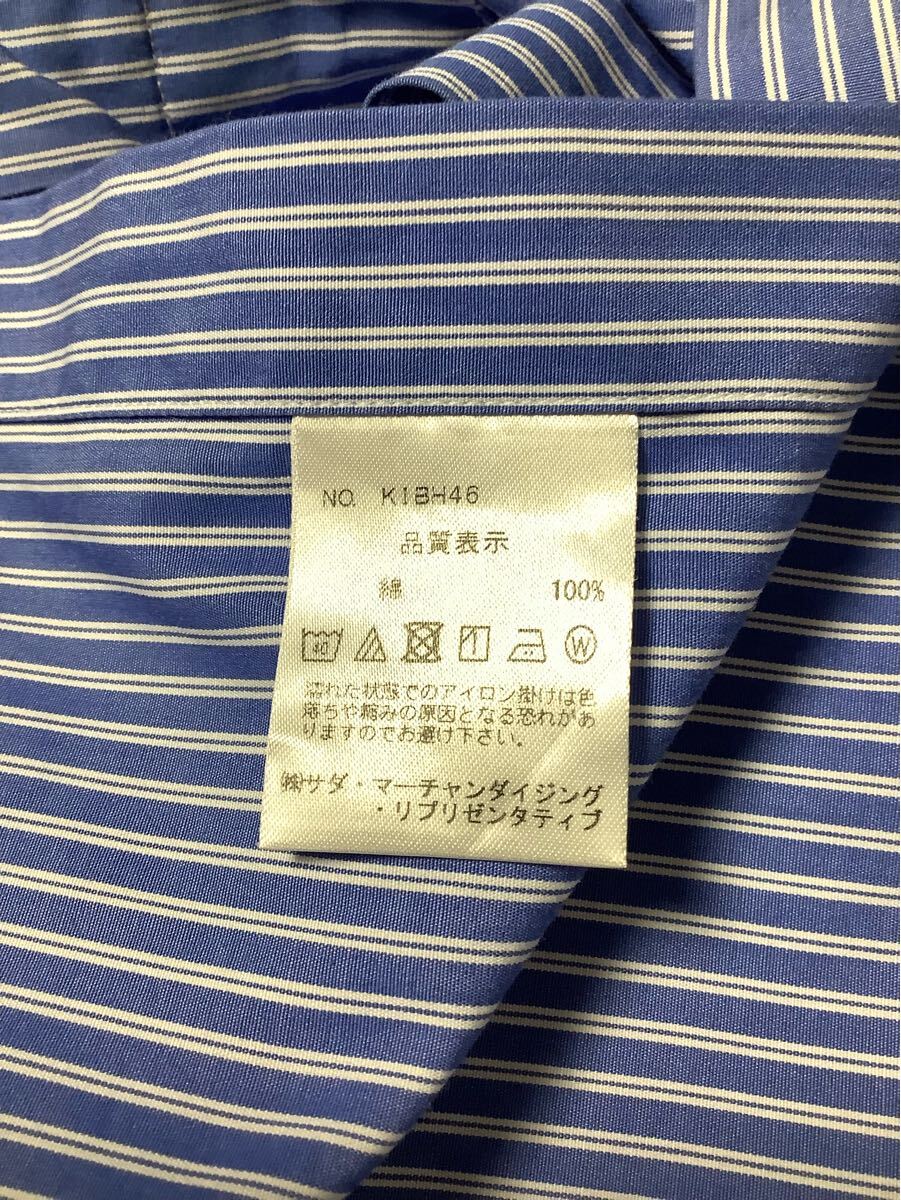 NO. K1BH46
品質表示
綿 100%
40 W
濡れた状態でのアイロン掛けは色
落ちや縮みの原因となる恐れがあ
りますのでお避け下さい。
㈱サダ・マーチャンダイジング
・リプリゼンタティブ